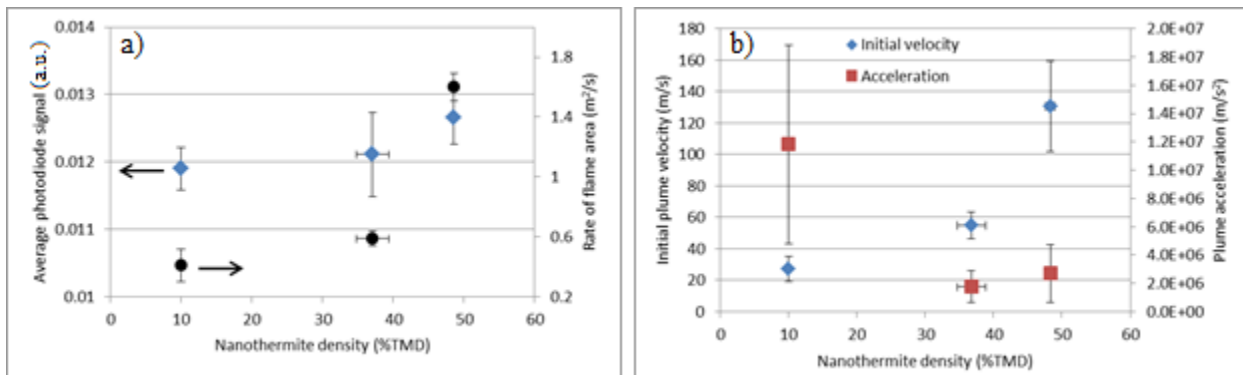 a)
Average photodiode signal (a.u.)
0.014
0.013
0.012
0.011
0.01
1.8
1.4
1
0.6
0.2
Rate of flame area (m²/s)
0 10 20 30 40 50 60
Nanothermite density (%TMD)
b)
Initial velocity
Acceleration
Initial plume velocity (m/s)
180
160
140
120
100
80
60
40
20
0
2.0E+07
1.8E+07
1.6E+07
1.4E+07
1.2E+07
1.0E+07
8.0E+06
6.0E+06
4.0E+06
2.0E+06
0.0E+00
Plume acceleration (m/s²)
0 10 20 30 40 50 60
Nanothermite density (%TMD)